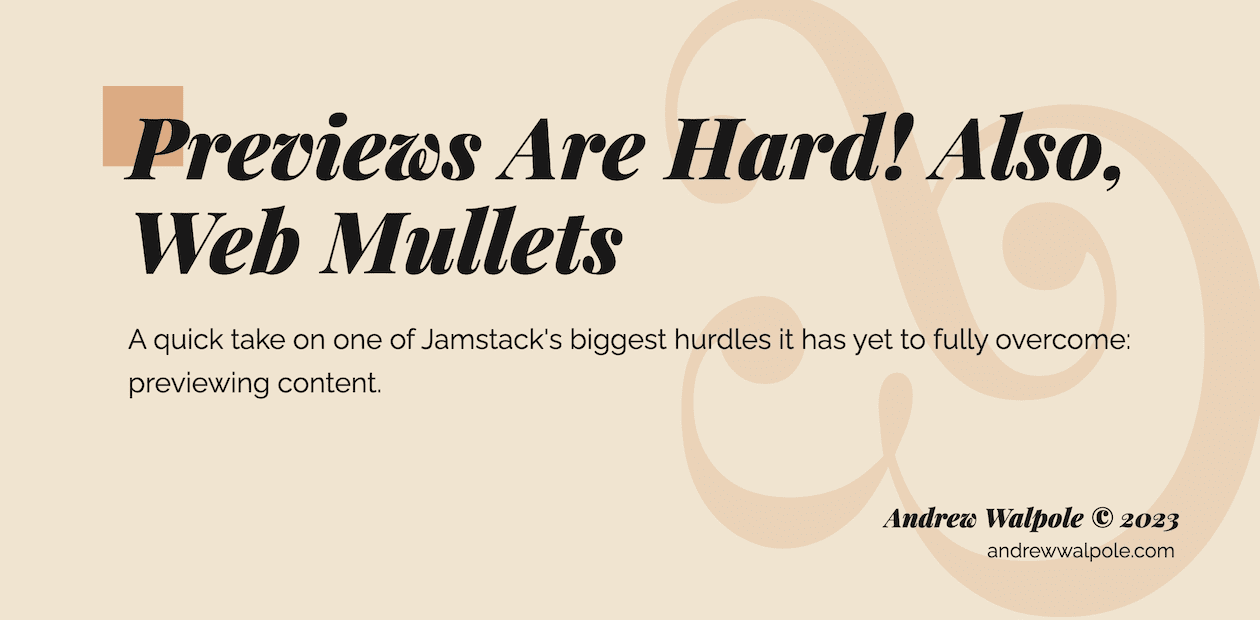 Previews Are Hard! Also,
Web Mullets
A quick take on one of Jamstack's biggest hurdles it has yet to fully overcome:
previewing content.
Andrew Walpole © 2023
andrewwalpole.com